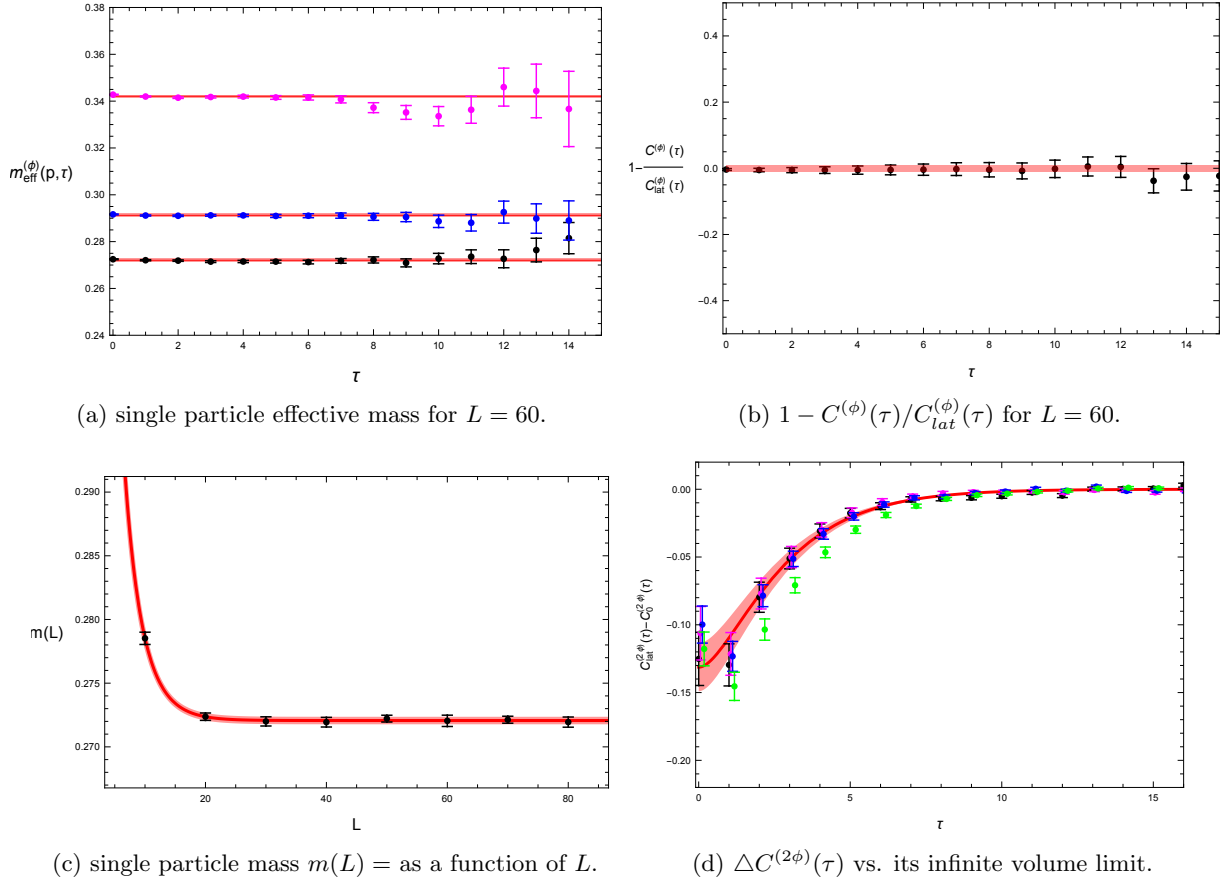 0.38
0.36
0.34
0.32
0.30
0.28
0.26
0.24
m_eff^(ϕ)(p,τ)
0 2 4 6 8 10 12 14
τ
(a) single particle effective mass for L = 60.
0.4
0.2
0.0
−0.2
−0.4
1− C^(ϕ)(τ) / C_lat^(ϕ)(τ)
0 2 4 6 8 10 12 14
τ
(b) 1 − C^(ϕ)(τ)/C_lat^(ϕ)(τ) for L = 60.
0.290
0.285
0.280
0.275
0.270
m(L)
20 40 60 80
L
(c) single particle mass m(L) = as a function of L.
0.00
−0.05
−0.10
−0.15
−0.20
C_lat^(2ϕ)(τ)−C_0^(2ϕ)(τ)
0 5 10 15
τ
(d) △C^(2ϕ)(τ) vs. its infinite volume limit.